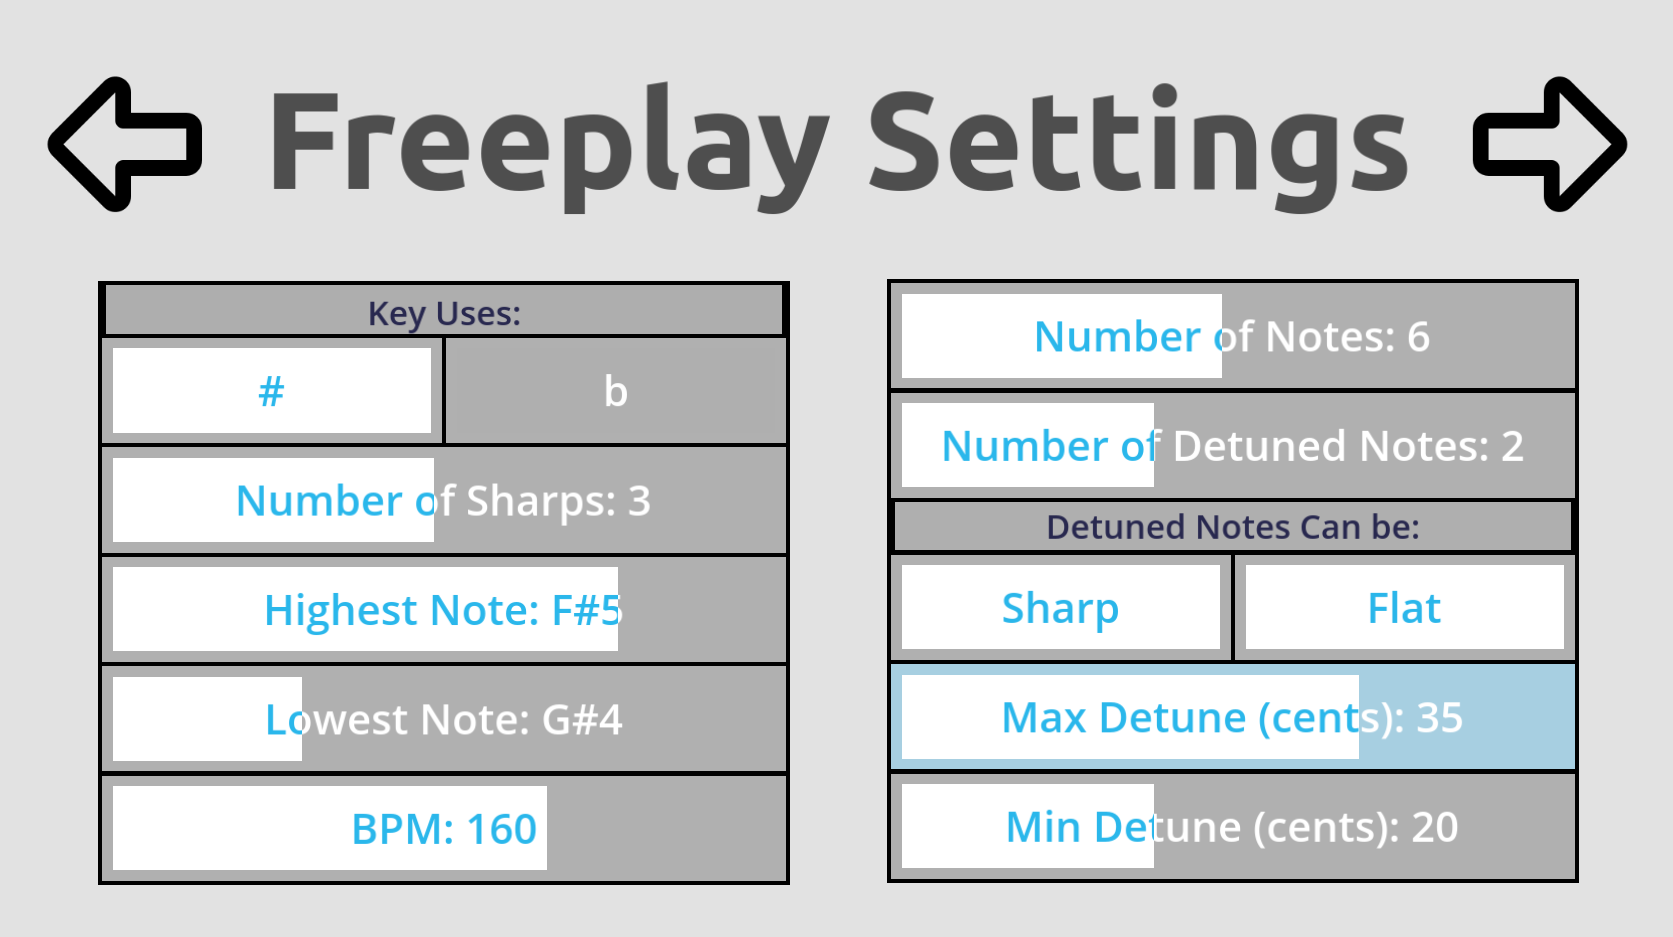 Freeplay Settings
Key Uses:
# b
Number of Sharps: 3
Highest Note: F#5
Lowest Note: G#4
BPM: 160
Number of Notes: 6
Number of Detuned Notes: 2
Detuned Notes Can be:
Sharp Flat
Max Detune (cents): 35
Min Detune (cents): 20